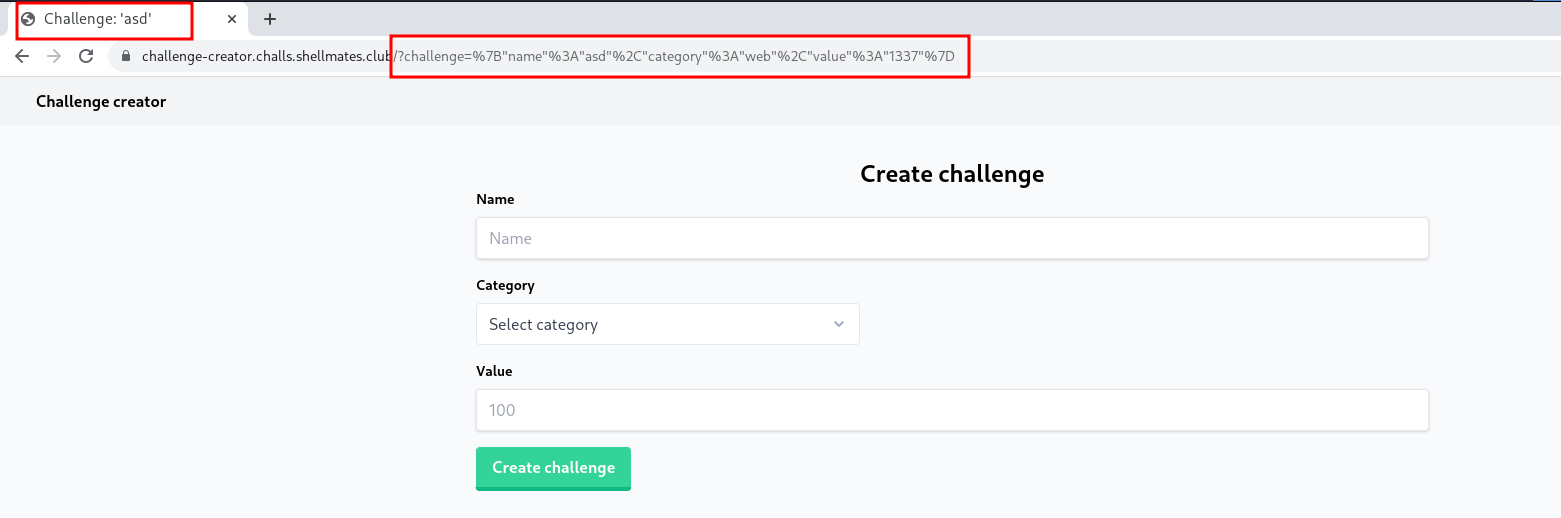 Challenge: 'asd'
challenge-creator.challs.shellmates.club/?challenge=%7B"name"%3A"asd"%2C"category"%3A"web"%2C"value"%3A"1337"%7D
Challenge creator
Create challenge
Name
Name
Category
Select category
Value
100
Create challenge